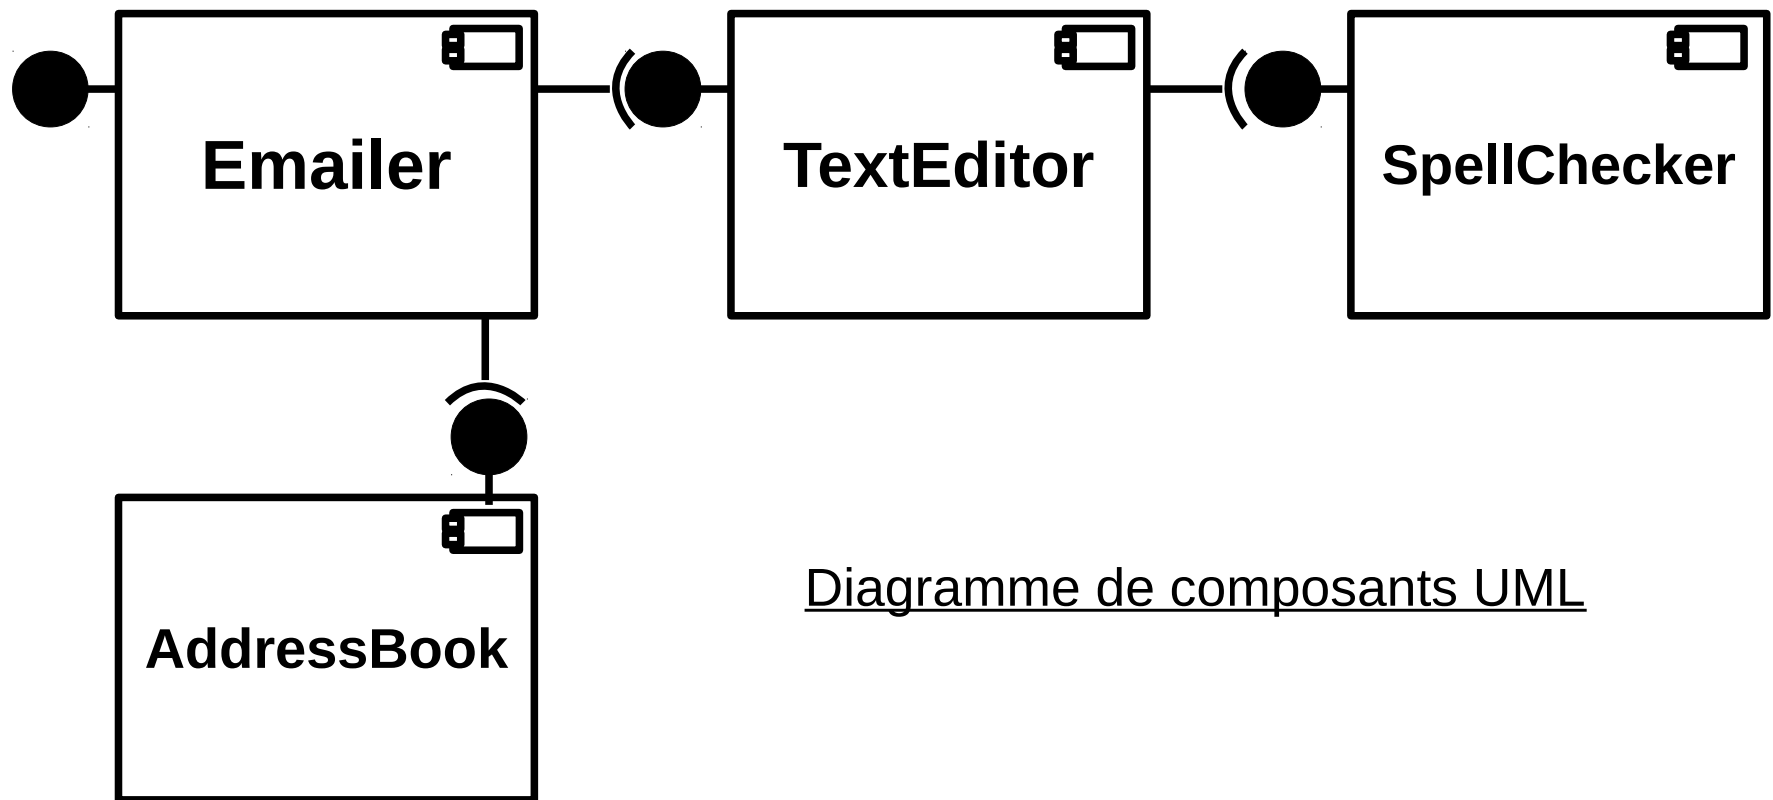 Emailer
TextEditor
SpellChecker
AddressBook
Diagramme de composants UML